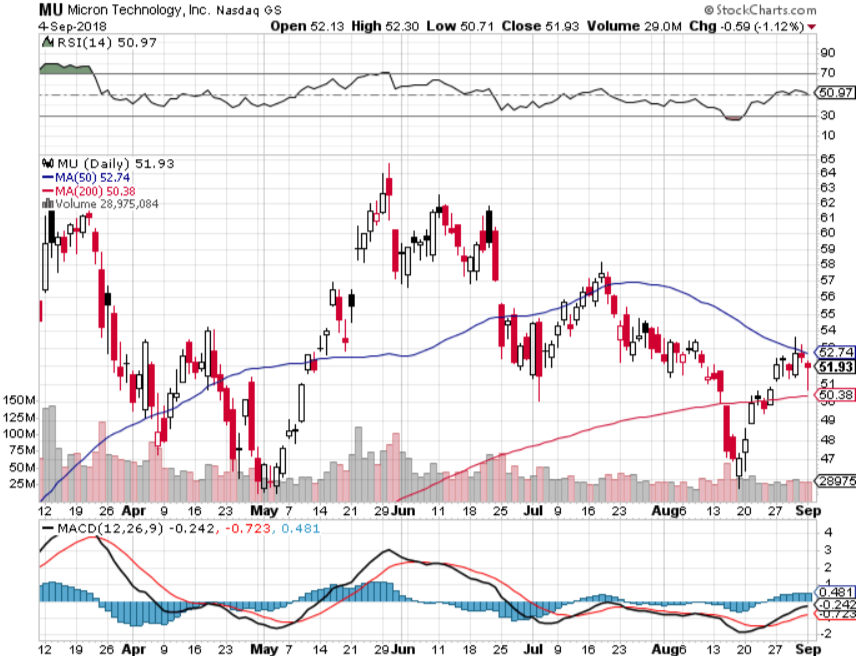 MU Micron Technology, Inc. Nasdaq GS © StockCharts.com
4-Sep-2018 Open 52.13 High 52.30 Low 50.71 Close 51.93 Volume 29.0M Chg -0.59 (-1.12%)
RSI(14) 50.97
90
70
50.97
30
10
MU (Daily) 51.93
MA(50) 52.74
MA(200) 50.38
Volume 28,975,084
65
64
63
62
61
60
59
58
57
56
55
54
52.74
51.93
51
50.38
49
48
47
28975
150M
125M
100M
75M
50M
25M
12 19 26 Apr 9 16 23 May 7 14 21 29 Jun 11 18 25 Jul 9 16 23 Aug 6 13 20 27 Sep
MACD(12,26,9) -0.242, -0.723, 0.481
4
3
2
1
0.481
-0.242
-0.723
-2
12 19 26 Apr 9 16 23 May 7 14 21 29 Jun 11 18 25 Jul 9 16 23 Aug 6 13 20 27 Sep